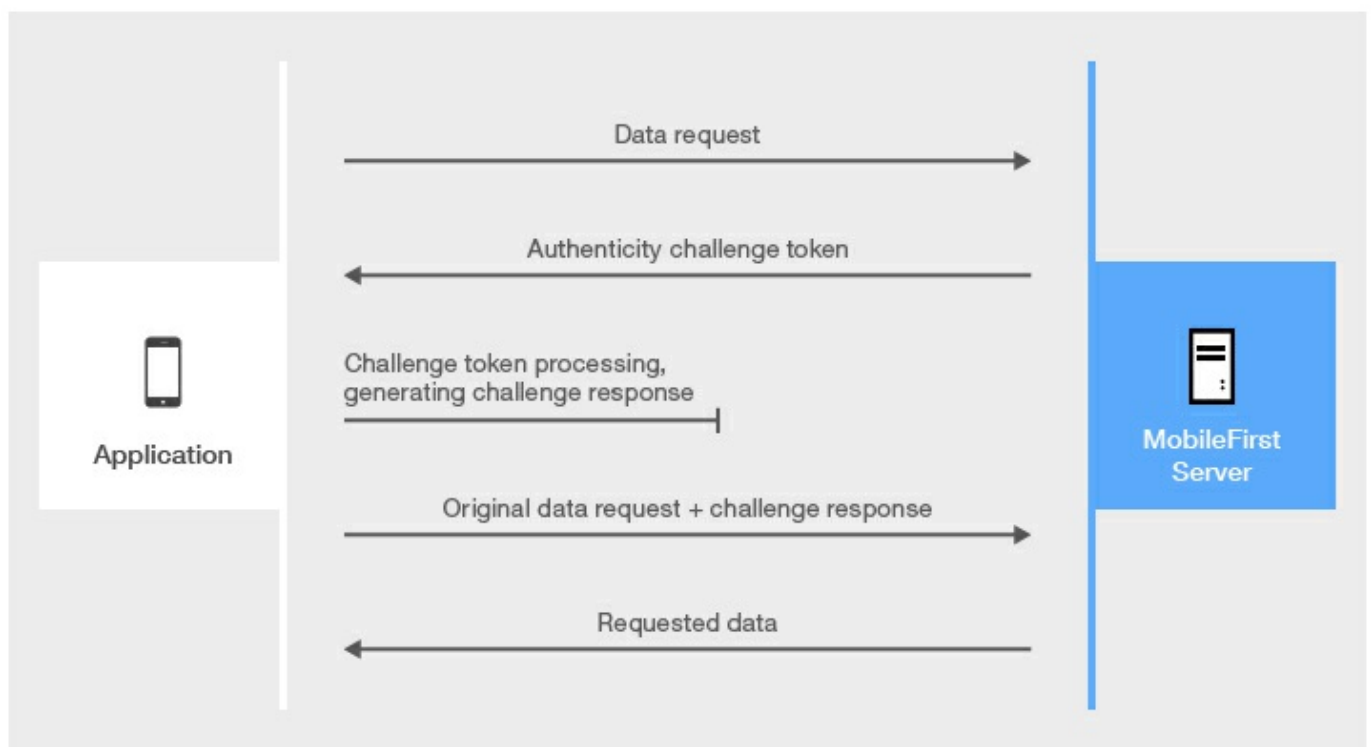 Data request
Authenticity challenge token
Challenge token processing,
generating challenge response
Application
MobileFirst
Server
Original data request + challenge response
Requested data